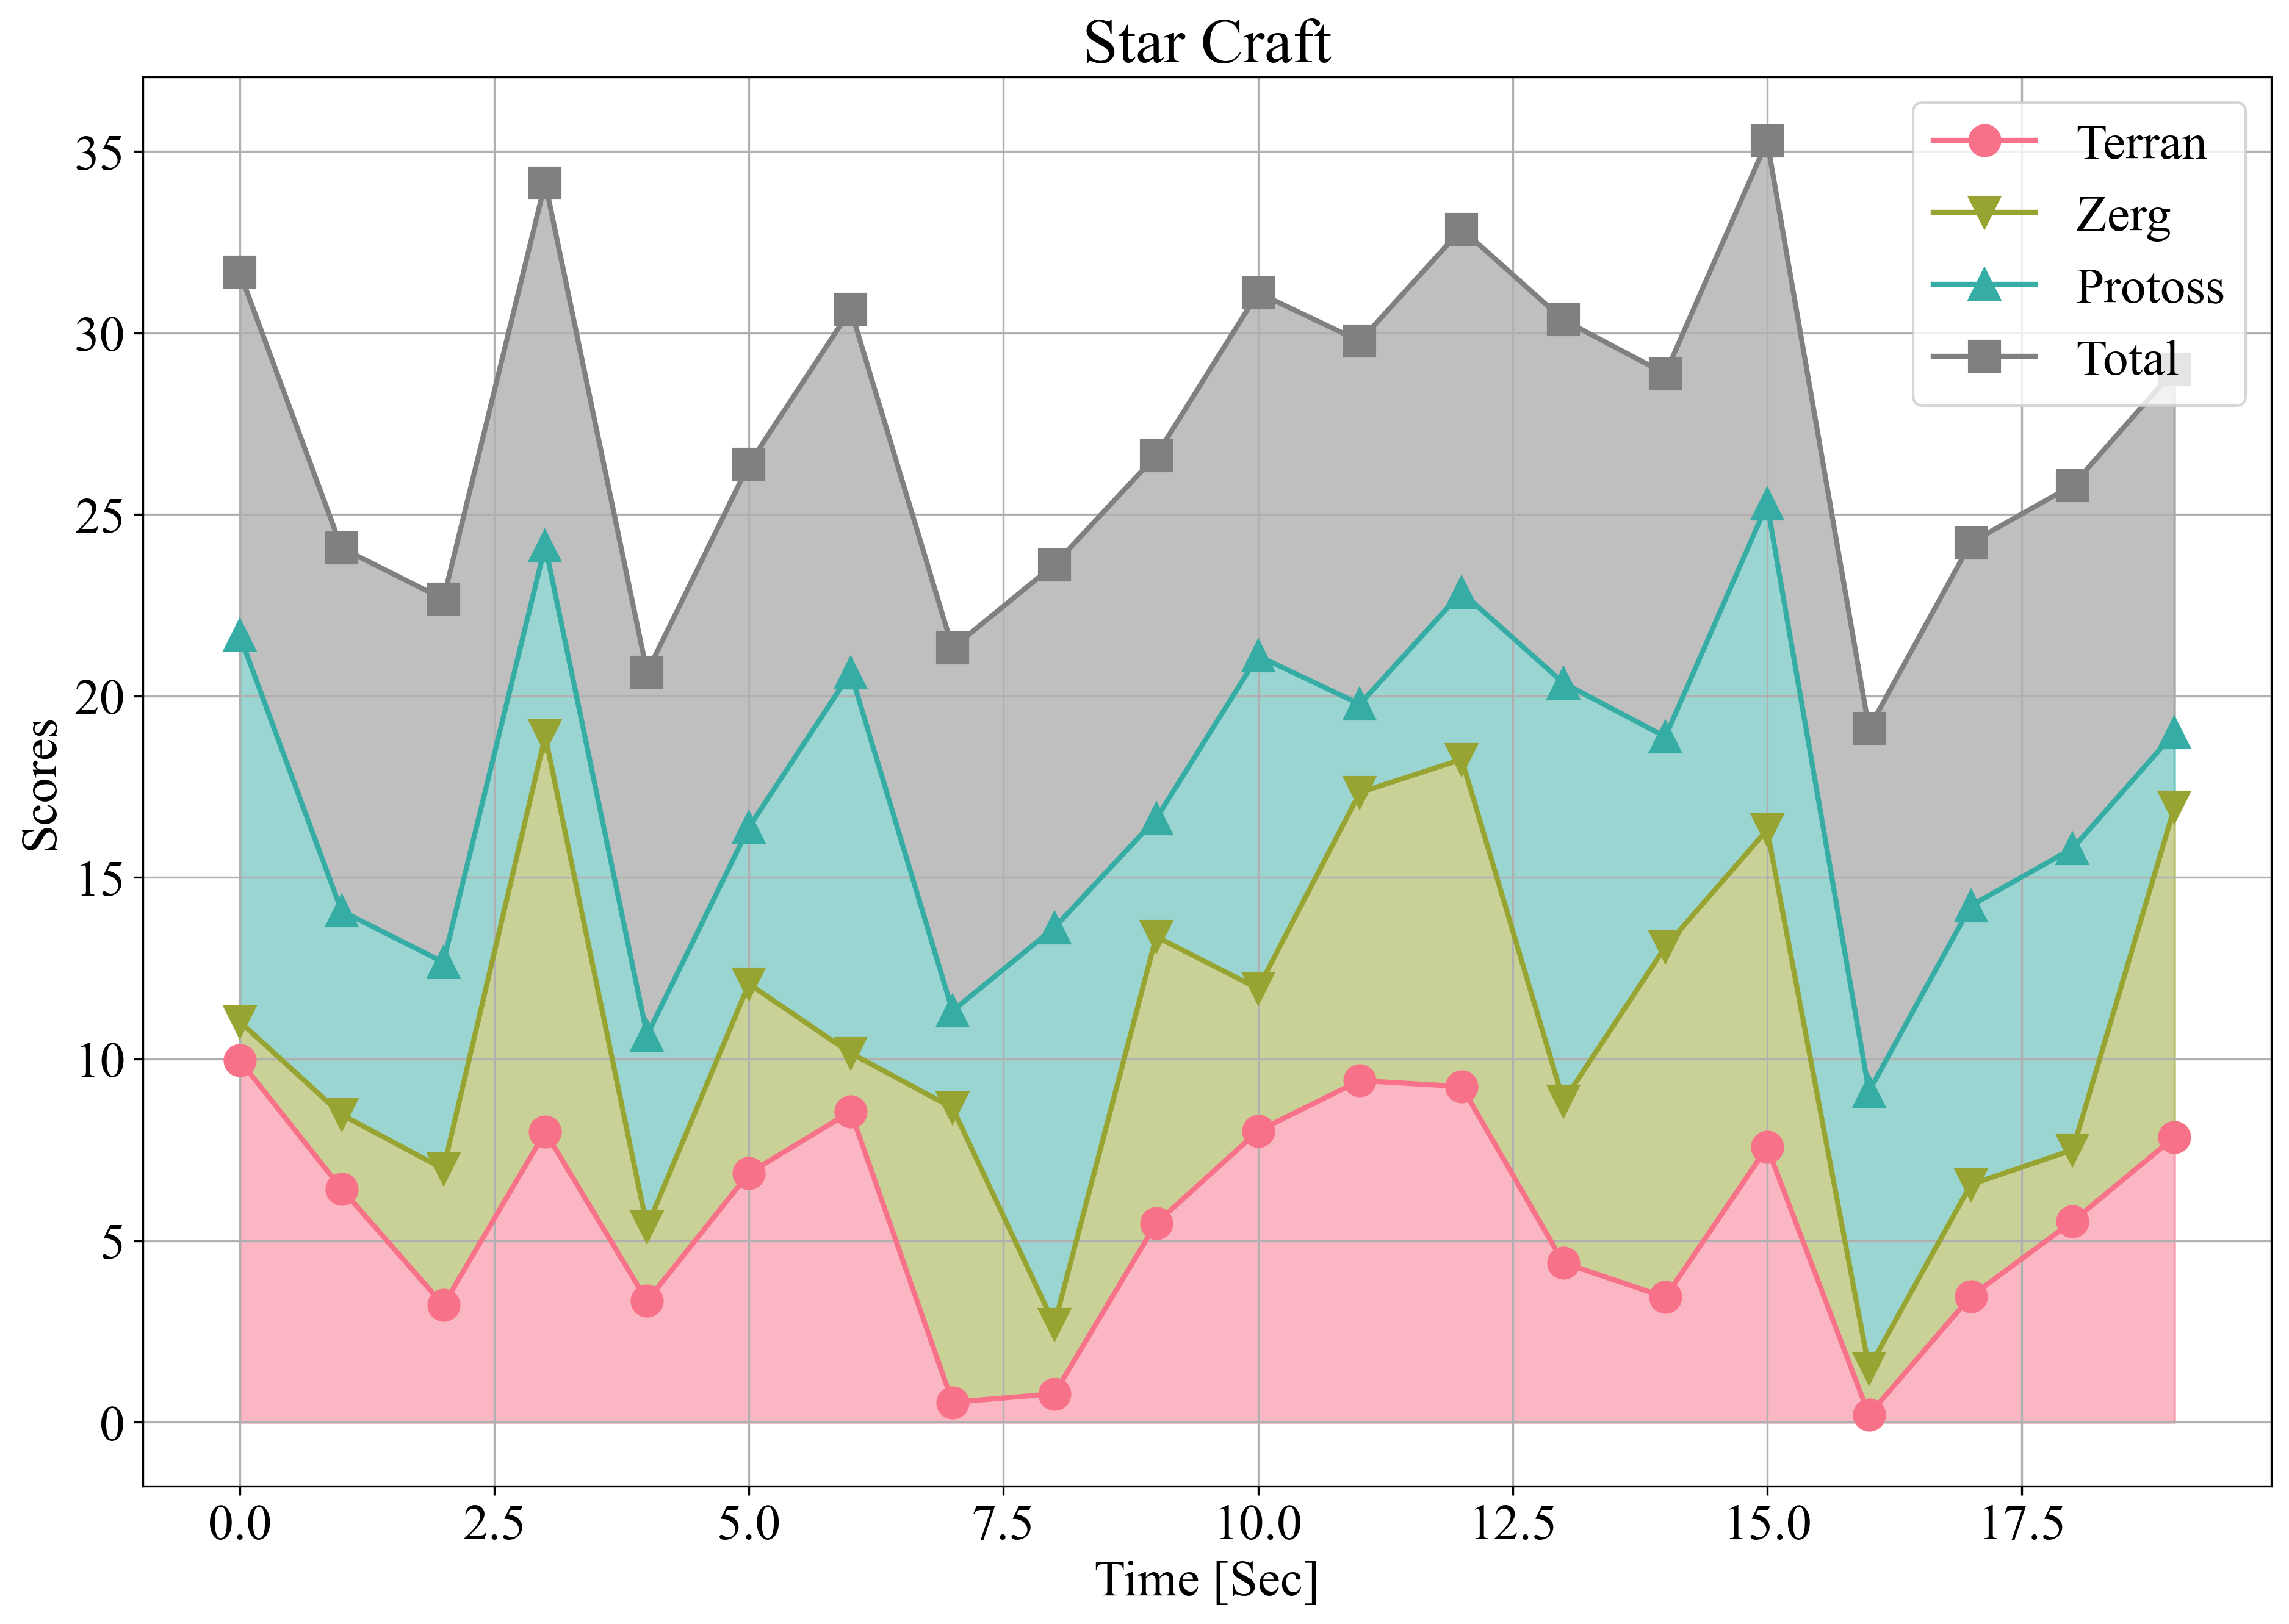 Star Craft
Scores
35
30
25
20
15
10
5
0
Terran
Zerg
Protoss
Total
0.0 2.5 5.0 7.5 10.0 12.5 15.0 17.5
Time [Sec]